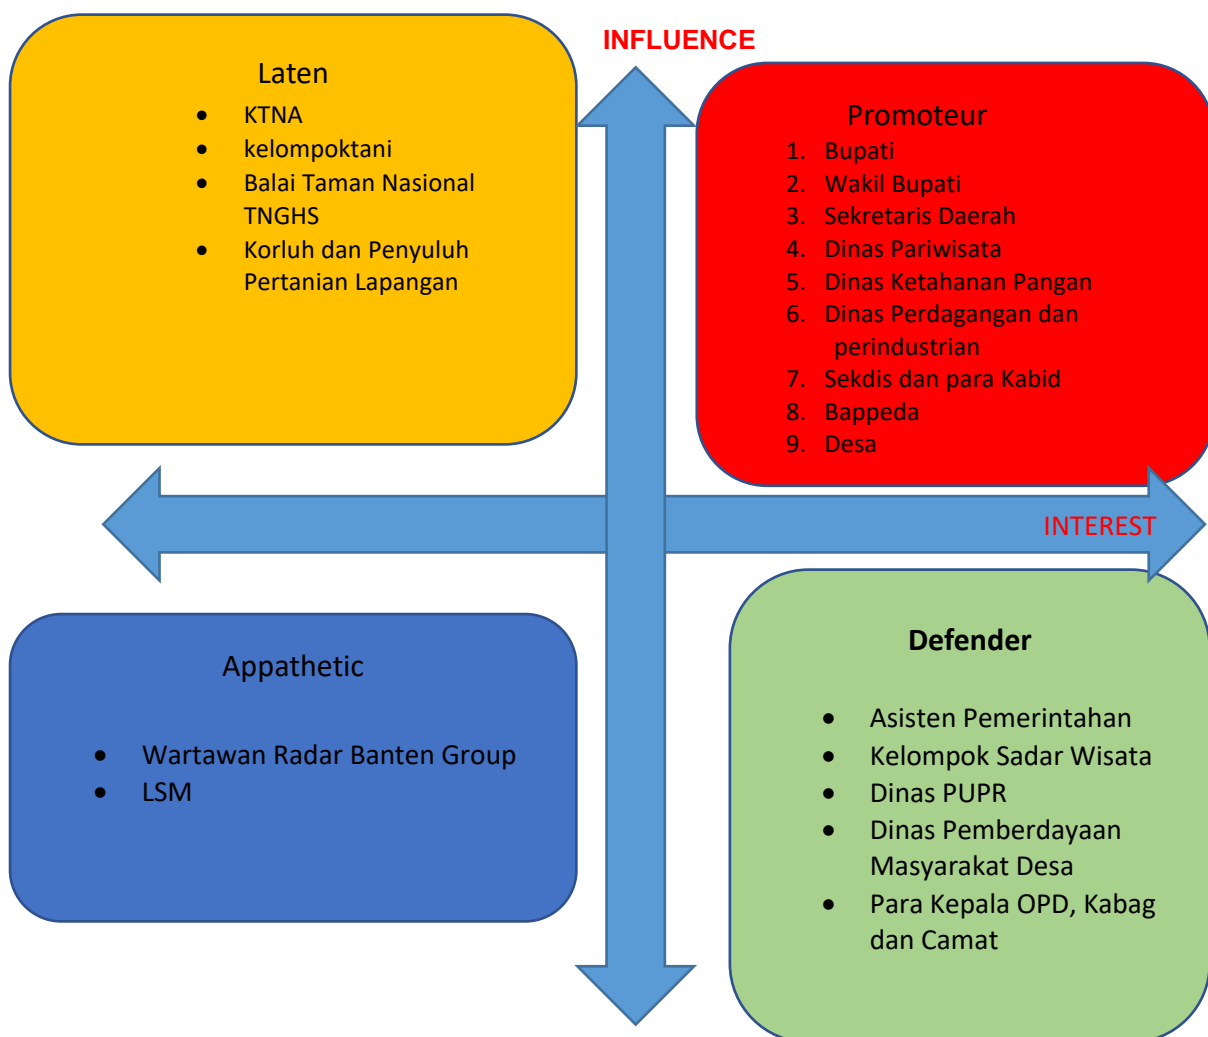 INFLUENCE
Laten
• KTNA
• kelompoktani
• Balai Taman Nasional
TNGHS
• Korluh dan Penyuluh
Pertanian Lapangan
Promoteur
1. Bupati
2. Wakil Bupati
3. Sekretaris Daerah
4. Dinas Pariwisata
5. Dinas Ketahanan Pangan
6. Dinas Perdagangan dan
perindustrian
7. Sekdis dan para Kabid
8. Bappeda
9. Desa
INTEREST
Appathetic
• Wartawan Radar Banten Group
• LSM
Defender
• Asisten Pemerintahan
• Kelompok Sadar Wisata
• Dinas PUPR
• Dinas Pemberdayaan
Masyarakat Desa
• Para Kepala OPD, Kabag
dan Camat